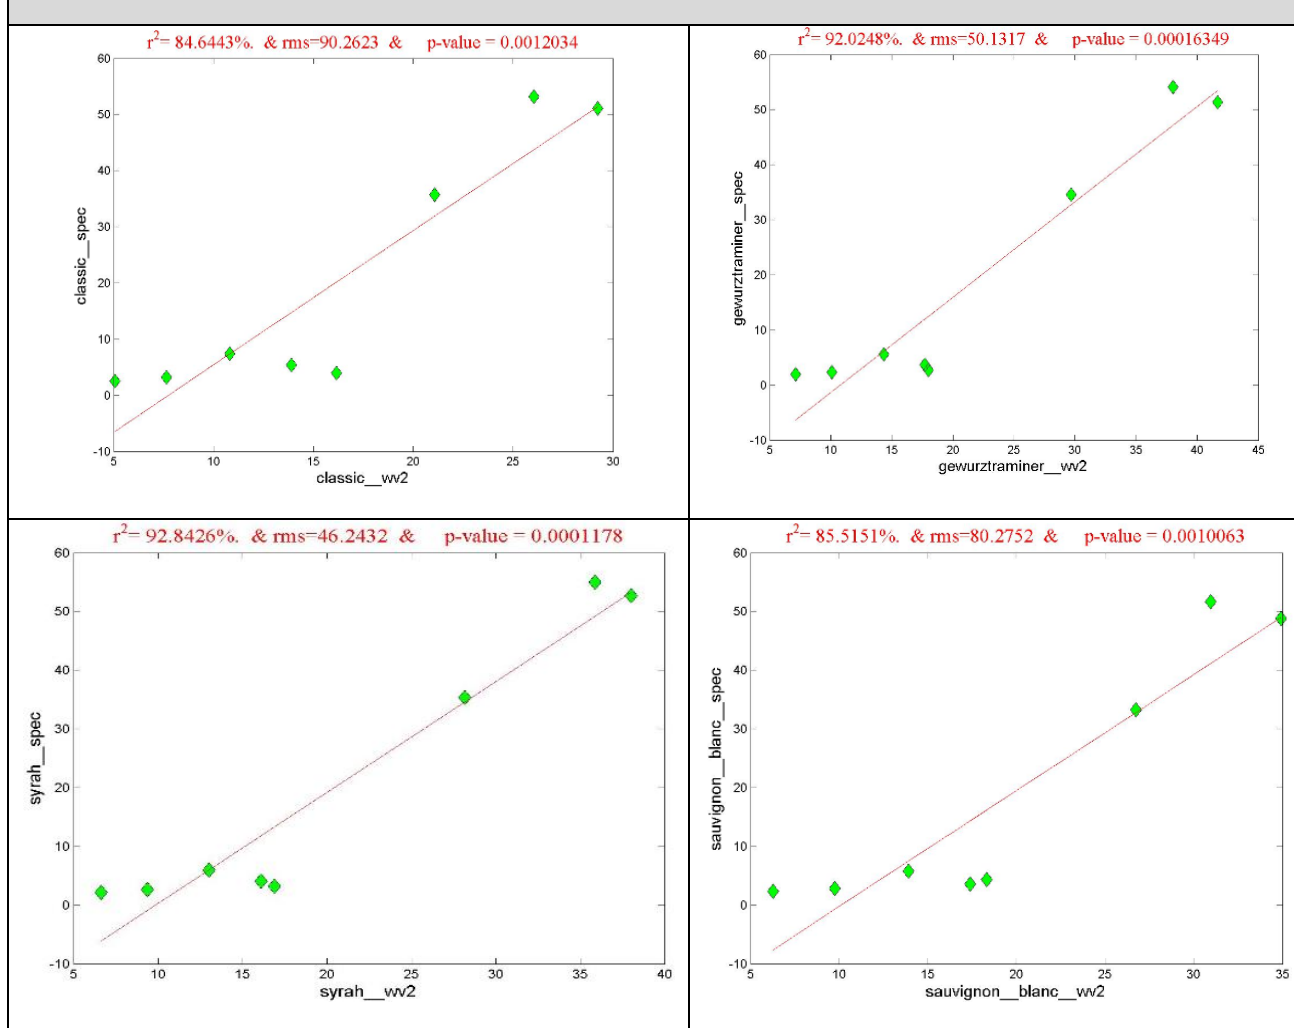 r2= 84.6443%. & rms=90.2623 & p-value = 0.0012034
60
50
40
30
20
10
0
-10
classic__spec
5 10 15 20 25 30
classic__wv2
r2= 92.0248%. & rms=50.1317 & p-value = 0.00016349
60
50
40
30
20
10
0
-10
gewurztraminer__spec
5 10 15 20 25 30 35 40 45
gewurztraminer__wv2
r2= 92.8426%. & rms=46.2432 & p-value = 0.0001178
60
50
40
30
20
10
0
-10
syrah__spec
5 10 15 20 25 30 35 40
syrah__wv2
r2= 85.5151%. & rms=80.2752 & p-value = 0.0010063
60
50
40
30
20
10
0
-10
sauvignon__blanc__spec
5 10 15 20 25 30 35
sauvignon__blanc__wv2